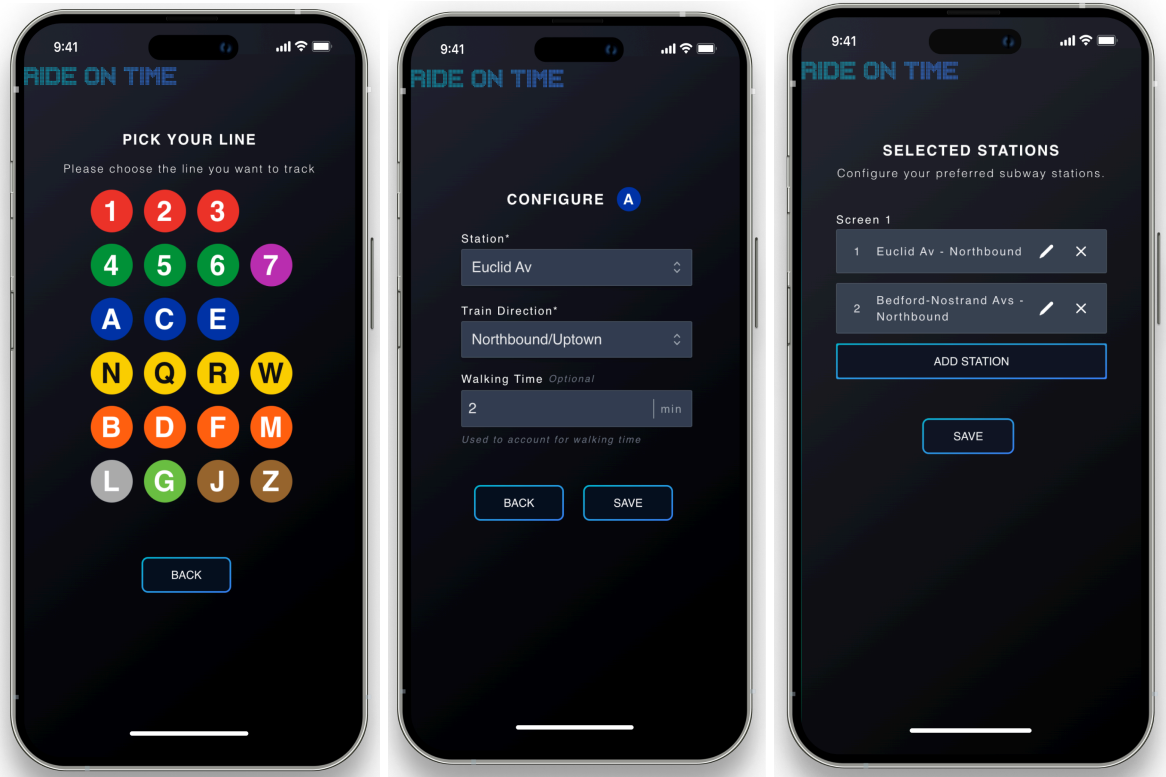 9:41
RIDE ON TIME
PICK YOUR LINE
Please choose the line you want to track
1 2 3
4 5 6 7
A C E
N Q R W
B D F M
L G J Z
BACK
9:41
RIDE ON TIME
CONFIGURE A
Station*
Euclid Av
Train Direction*
Northbound/Uptown
Walking Time Optional
2 min
Used to account for walking time
BACK SAVE
9:41
RIDE ON TIME
SELECTED STATIONS
Configure your preferred subway stations.
Screen 1
1 Euclid Av - Northbound
2 Bedford-Nostrand Avs -
Northbound
ADD STATION
SAVE